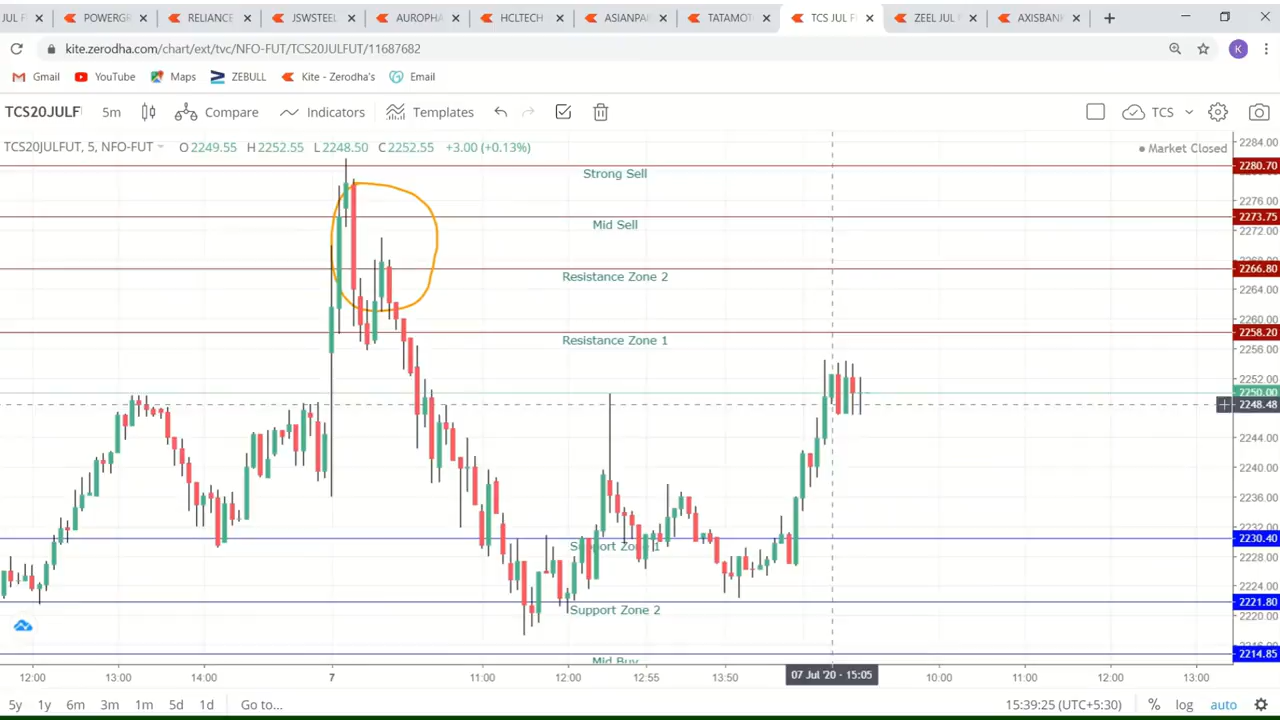 JUL FI × POWERGR × RELIANCE × JSWSTEEL × AUROPHA × HCLTECH × ASIANPAI × TATAMOT × TCS JUL F × ZEEL JUL × AXISBANK × +
kite.zerodha.com/chart/ext/tvc/NFO-FUT/TCS20JULFUT/11687682 K
Gmail YouTube Maps ZEBULL Kite - Zerodha's Email
TCS20JULFU 5m Compare Indicators Templates TCS
TCS20JULFUT, 5, NFO-FUT O 2249.55 H 2252.55 L 2248.50 C 2252.55 +3.00 (+0.13%) Market Closed
2284.00
2280.70
Strong Sell
2276.00
2273.75
Mid Sell
2272.00
2266.80
Resistance Zone 2
2264.00
2260.00
2258.20
Resistance Zone 1
2256.00
2252.00
2250.00
2248.48
2244.00
2240.00
2236.00
2232.00
2230.40
Support Zone 1
2228.00
2224.00
2221.80
Support Zone 2
2220.00
2214.85
Mid Buy
12:00 13:00 14:00 7 11:00 12:00 12:55 13:50 07 Jul '20 - 15:05 10:00 11:00 12:00 13:00
5y 1y 6m 3m 1m 5d 1d Go to... 15:39:25 (UTC+5:30) % log auto